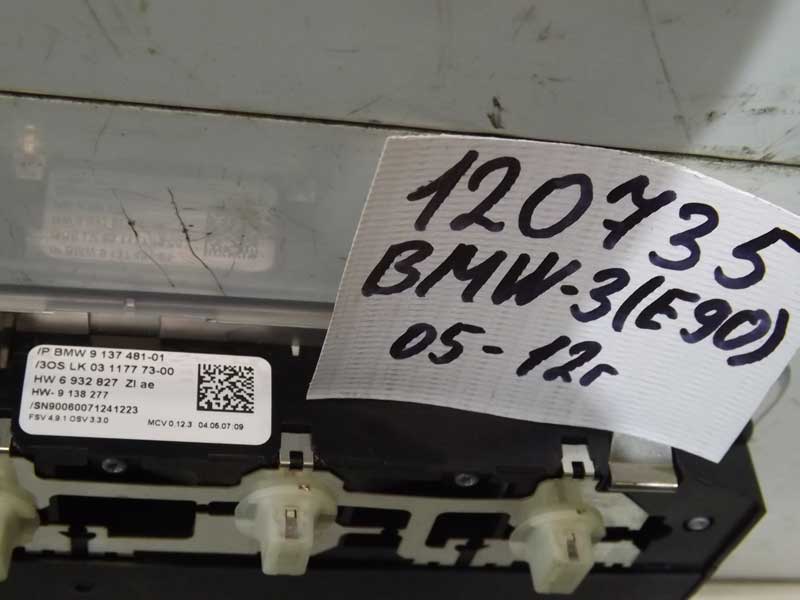 120735
BMW-3(E90)
05-12г
/P BMW 9 137 481-01
/3OS LK 03 1177 73-00
HW 6 932 827 ZI ae
HW- 9 138 277
/SN90060071241223
FSV 4.9.1 OSV 3.3.0 MCV 0.12.3 04.05.07:09